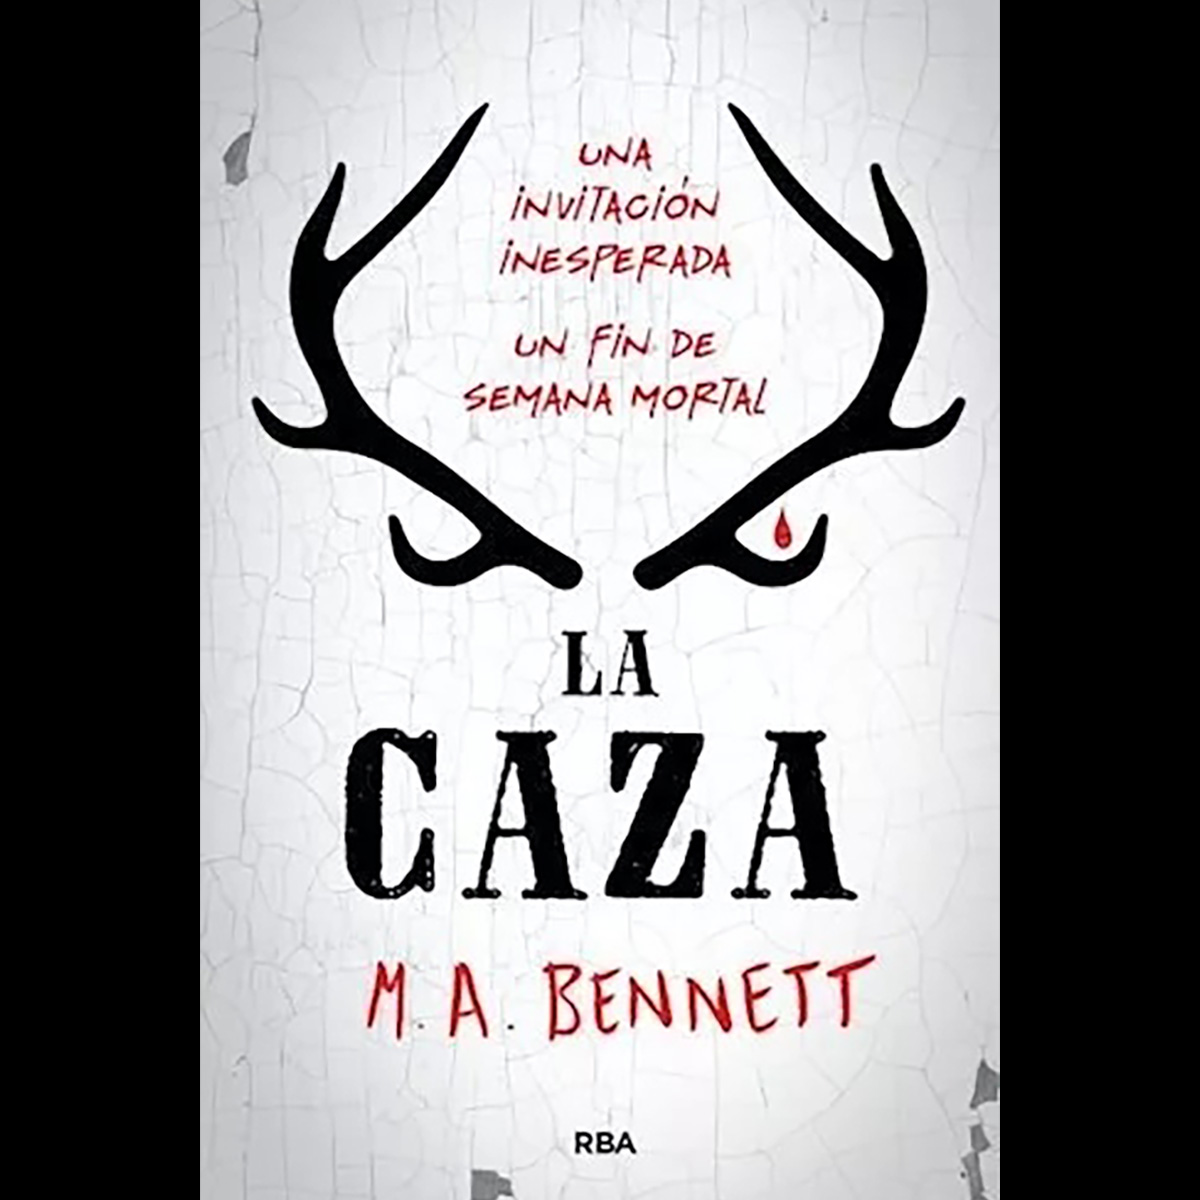 UNA
INVITACIÓN
INESPERADA
UN FIN DE
SEMANA MORTAL
LA
CAZA
M. A. BENNETT
RBA